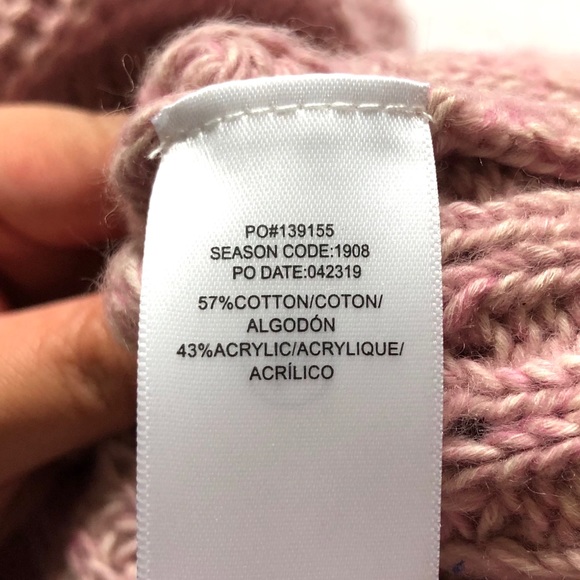 PO#139155
SEASON CODE:1908
PO DATE:042319
57%COTTON/COTON/
ALGODÓN
43%ACRYLIC/ACRYLIQUE/
ACRÍLICO